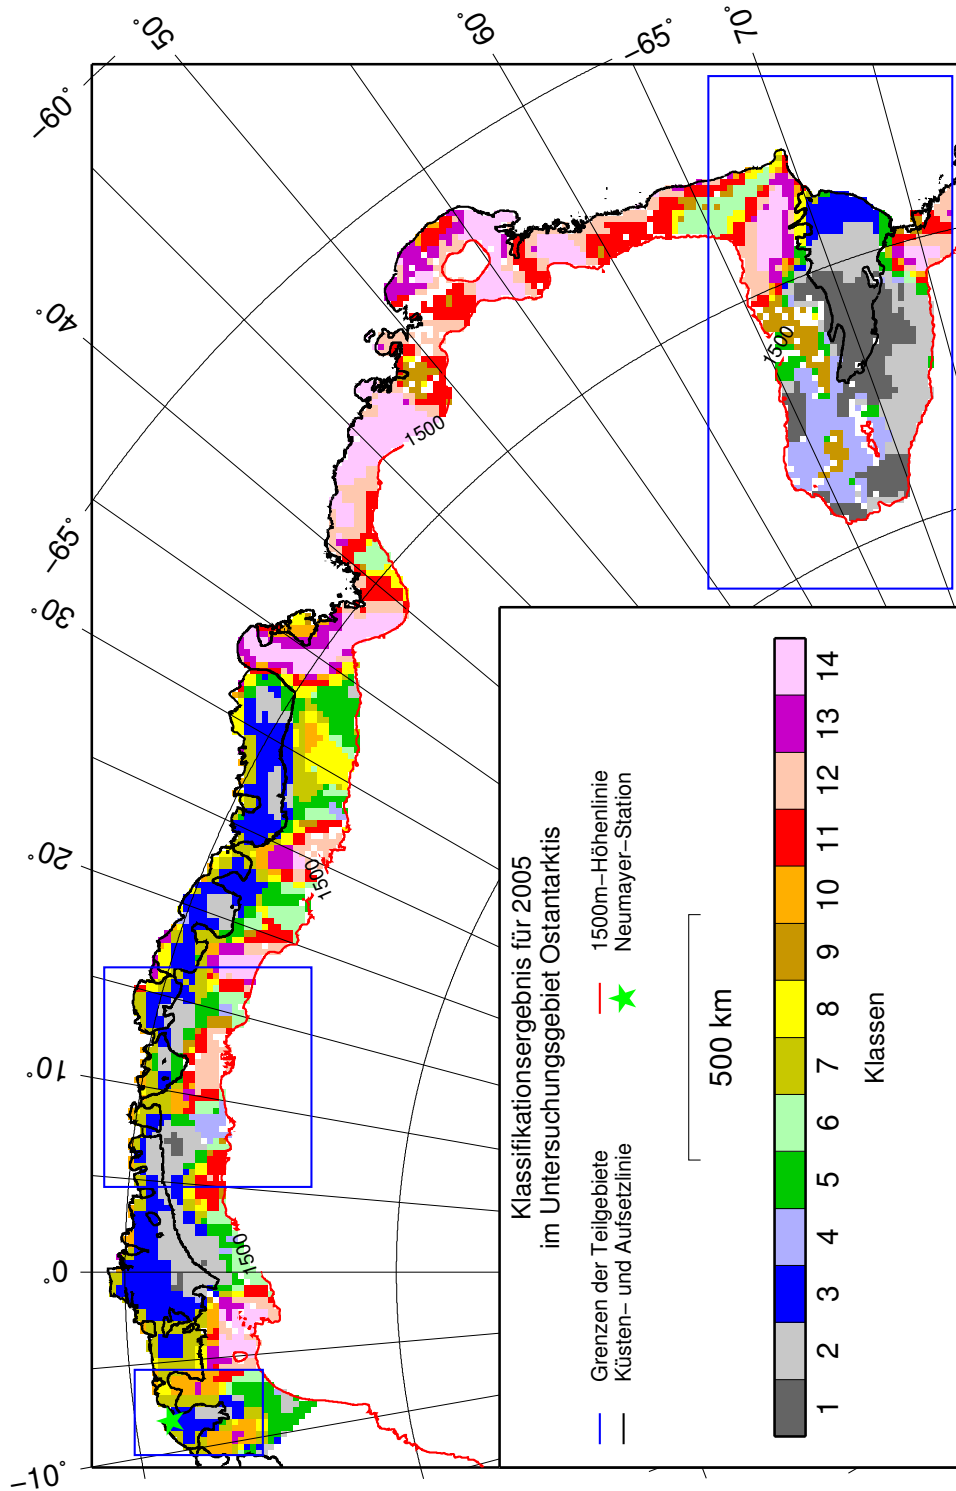 −10°
0°
10°
20°
30°
−65°
40°
−60°
50°
60°
−65°
70°
1500
1500
1500
1500
Klassifikationsergebnis für 2005
im Untersuchungsgebiet Ostantarktis
Grenzen der Teilgebiete
Küsten− und Aufsetzlinie
1500m−Höhenlinie
Neumayer−Station
500 km
1 2 3 4 5 6 7 8 9 10 11 12 13 14
Klassen